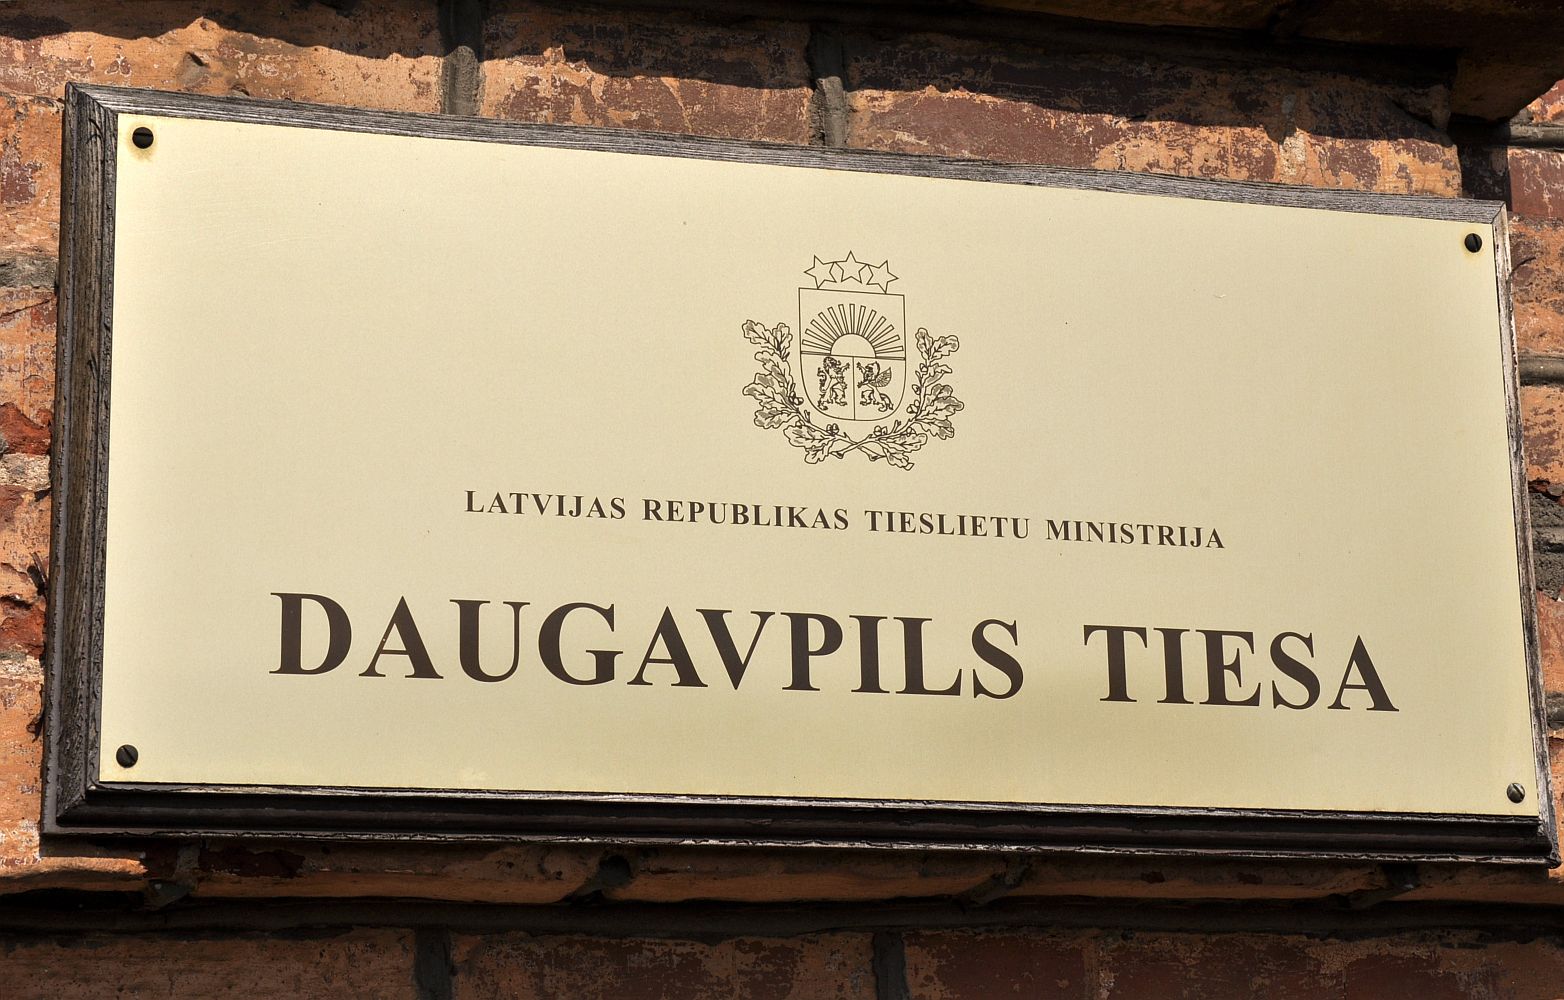 LATVIJAS REPUBLIKAS TIESLIETU MINISTRIJA
DAUGAVPILS TIESA